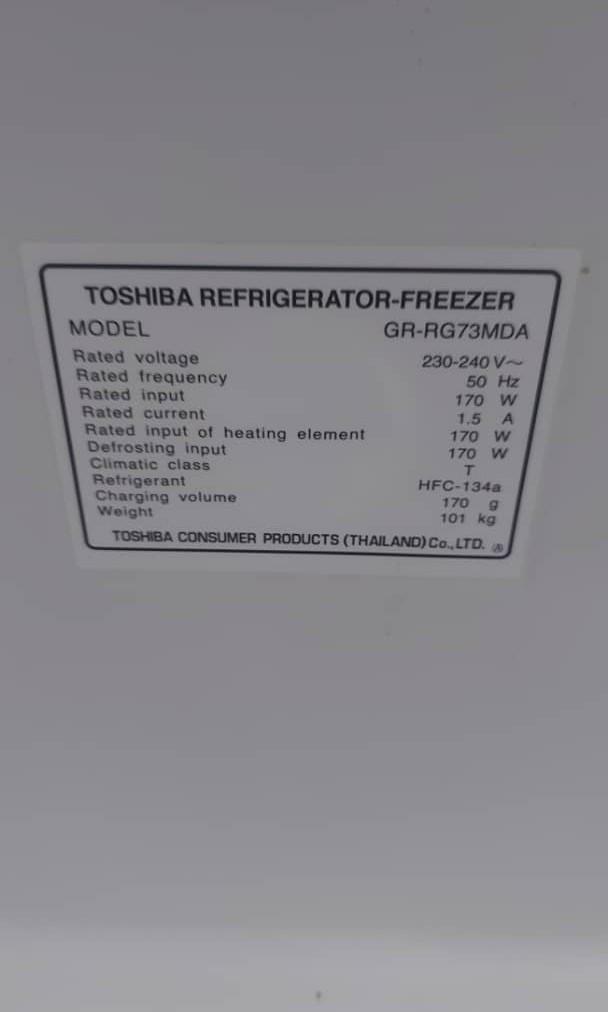 TOSHIBA REFRIGERATOR-FREEZER
MODEL GR-RG73MDA
Rated voltage 230-240 V~
Rated frequency 50 Hz
Rated input 170 W
Rated current 1.5 A
Rated input of heating element 170 W
Defrosting input 170 W
Climatic class T
Refrigerant HFC-134a
Charging volume 170 g
Weight 101 kg
TOSHIBA CONSUMER PRODUCTS (THAILAND) Co.,LTD. Ⓐ